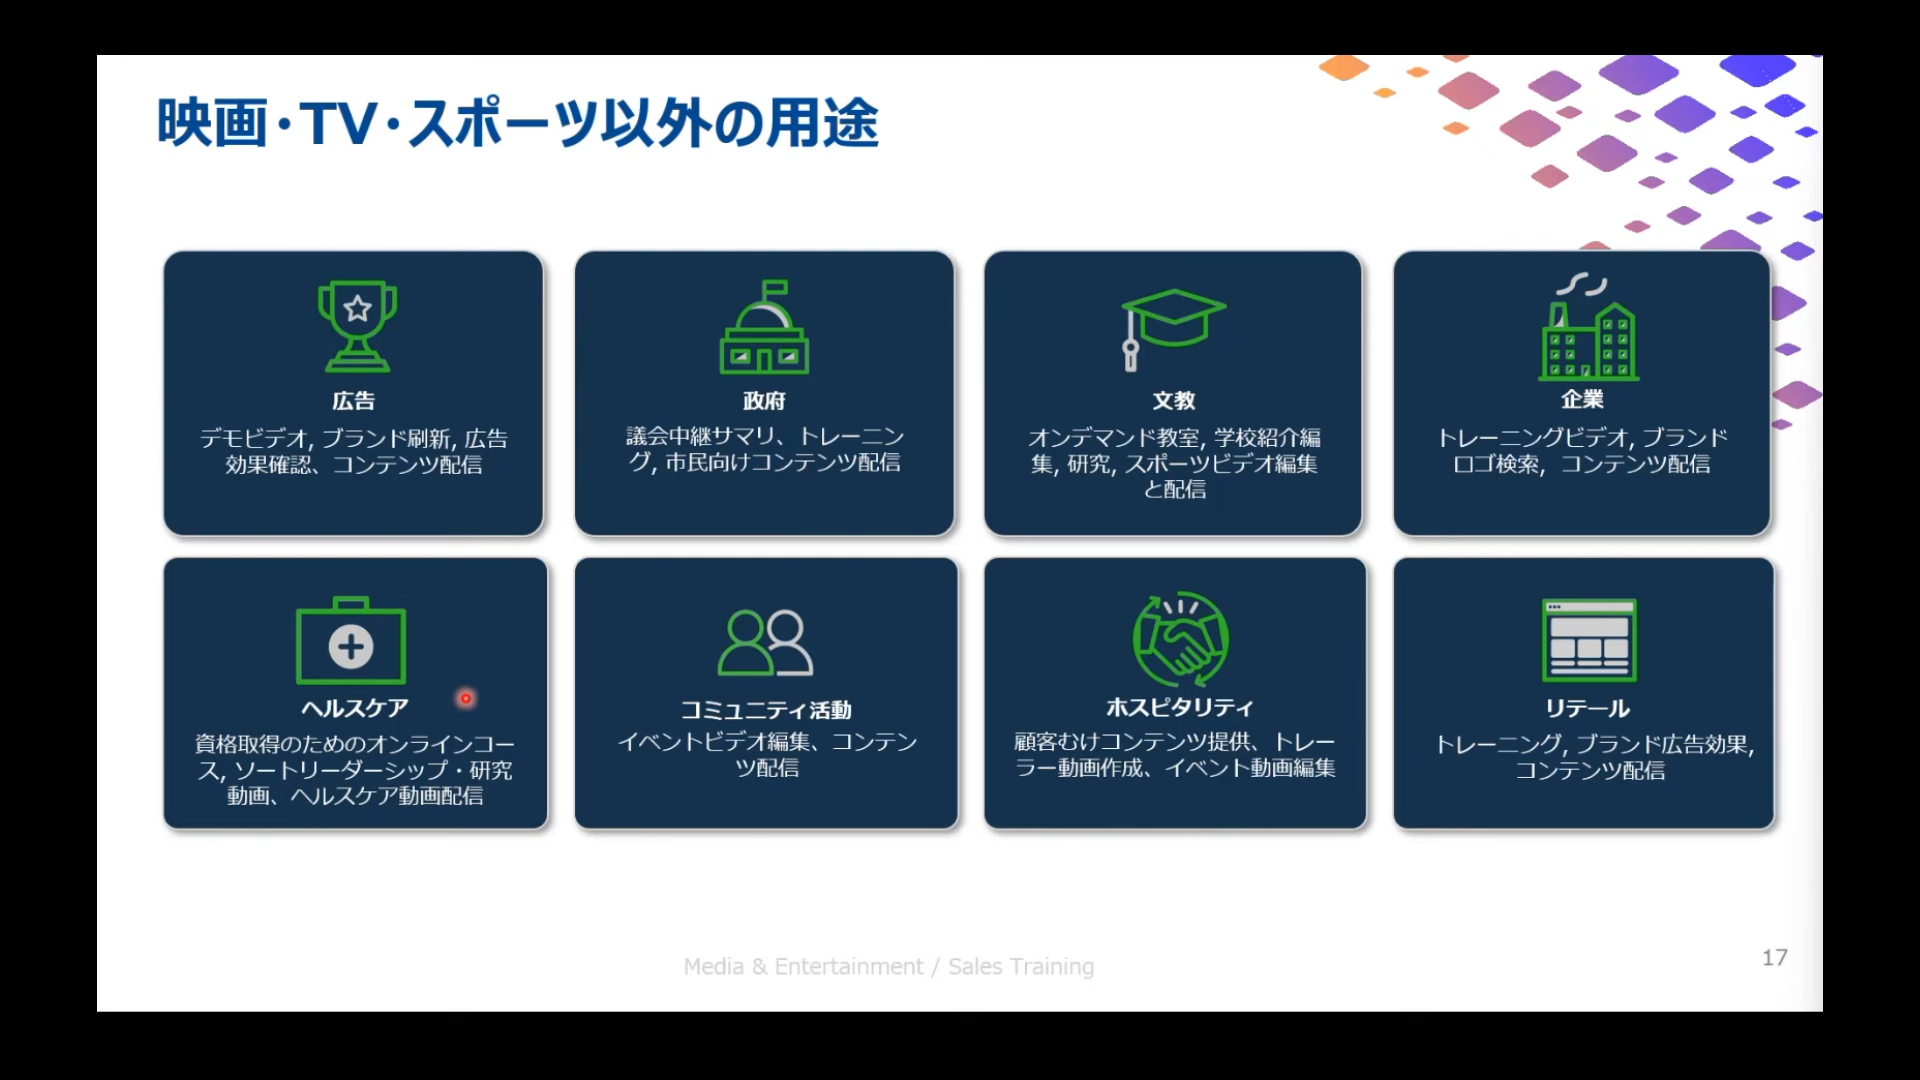 映画・TV・スポーツ以外の用途
広告
デモビデオ, ブランド刷新, 広告
効果確認、コンテンツ配信
政府
議会中継サマリ、トレーニン
グ, 市民向けコンテンツ配信
文教
オンデマンド教室, 学校紹介編
集, 研究, スポーツビデオ編集
と配信
企業
トレーニングビデオ, ブランド
ロゴ検索, コンテンツ配信
ヘルスケア
資格取得のためのオンラインコー
ス, ソートリーダーシップ・研究
動画、ヘルスケア動画配信
コミュニティ活動
イベントビデオ編集、コンテン
ツ配信
ホスピタリティ
顧客むけコンテンツ提供、トレー
ラー動画作成、イベント動画編集
リテール
トレーニング, ブランド広告効果,
コンテンツ配信
Media & Entertainment / Sales Training
17